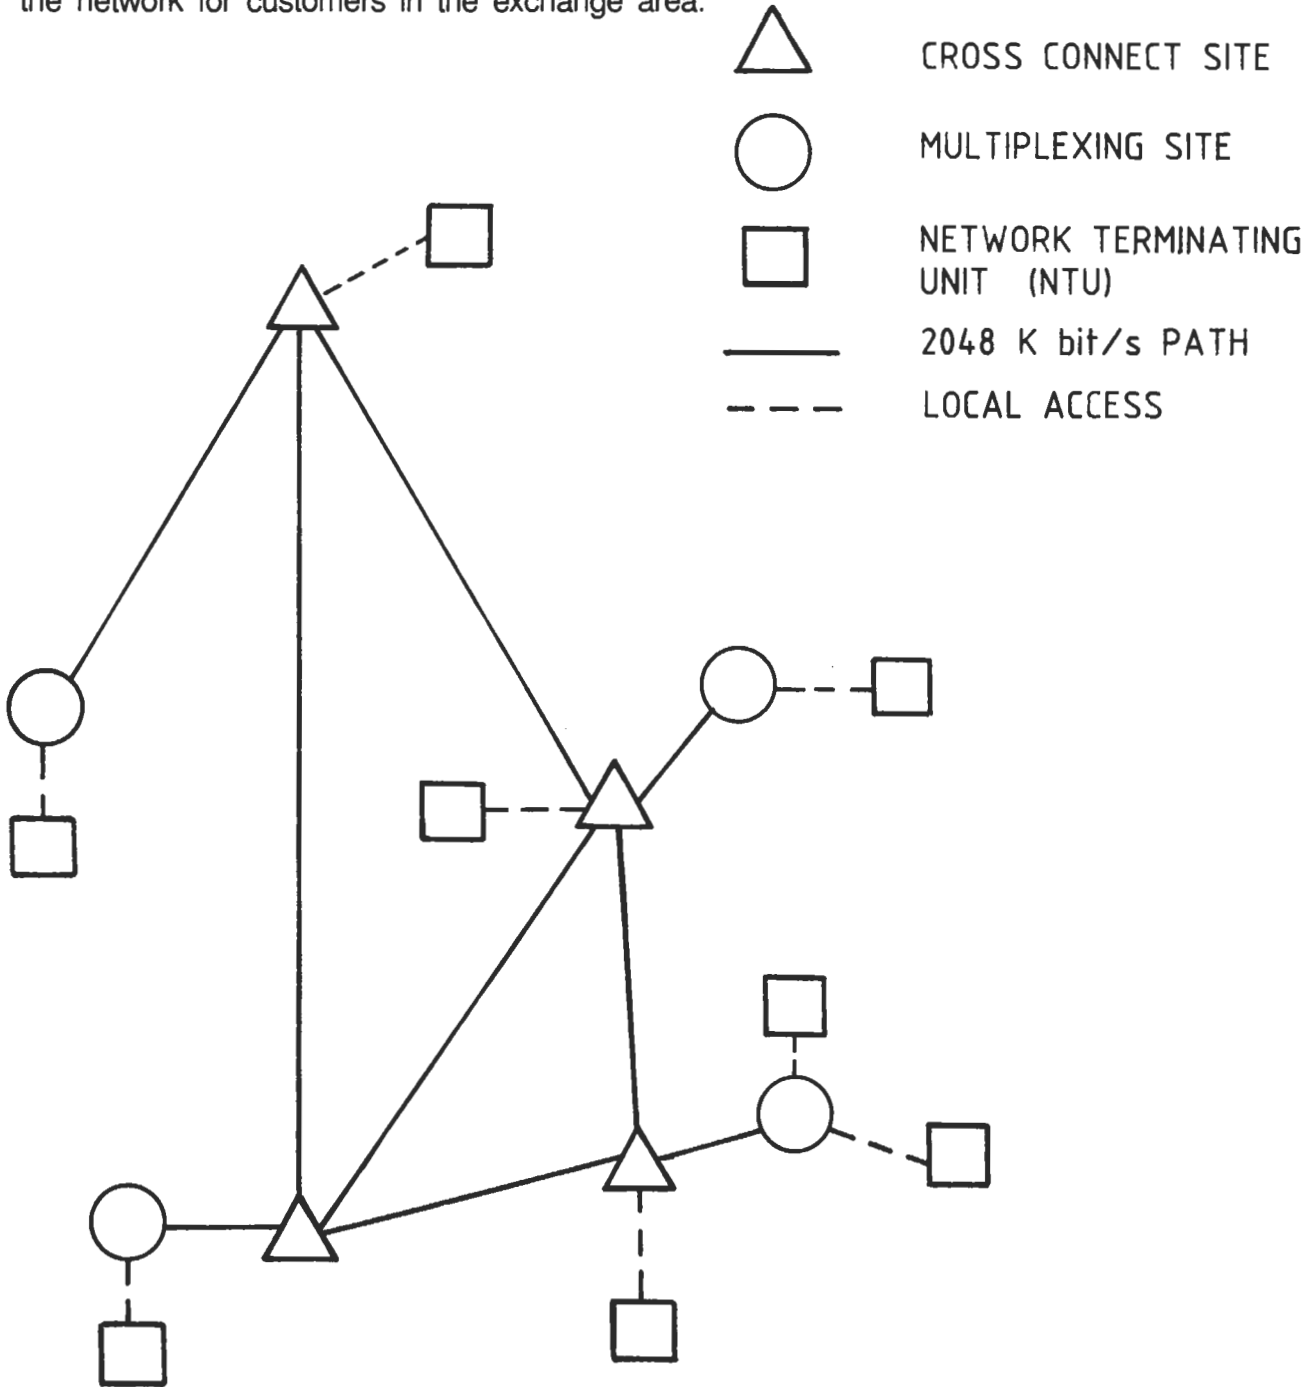 the network for customers in the exchange area.
CROSS CONNECT SITE
MULTIPLEXING SITE
NETWORK TERMINATING
UNIT (NTU)
2048 K bit/s PATH
LOCAL ACCESS